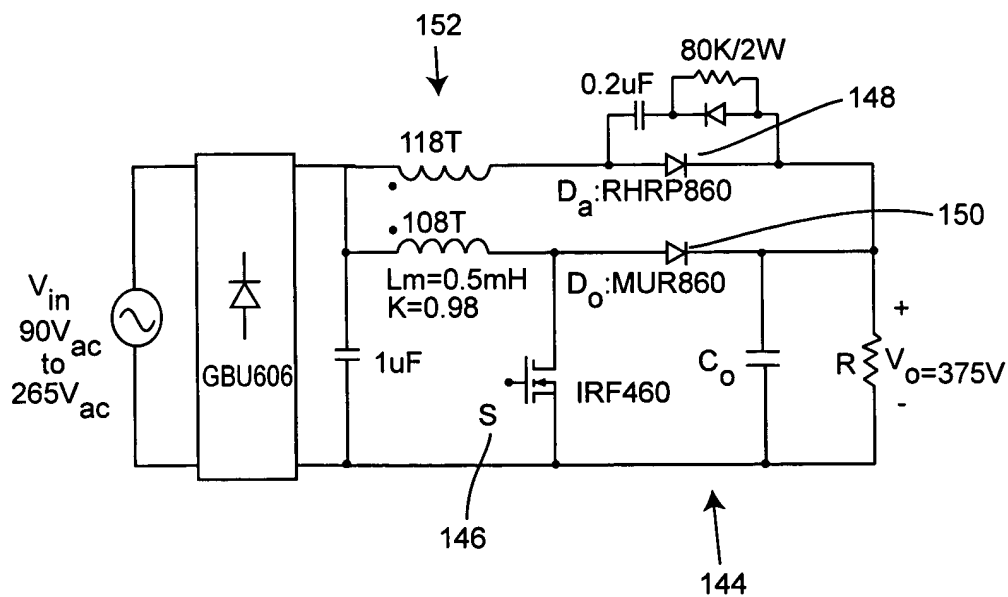 152
80K/2W
0.2uF
148
118T
Da:RHRP860
150
108T
Lm=0.5mH
K=0.98
Do:MUR860
Vin
90Vac
to
265Vac
GBU606
1uF
S
IRF460
Co
R
+
Vo=375V
-
146
144